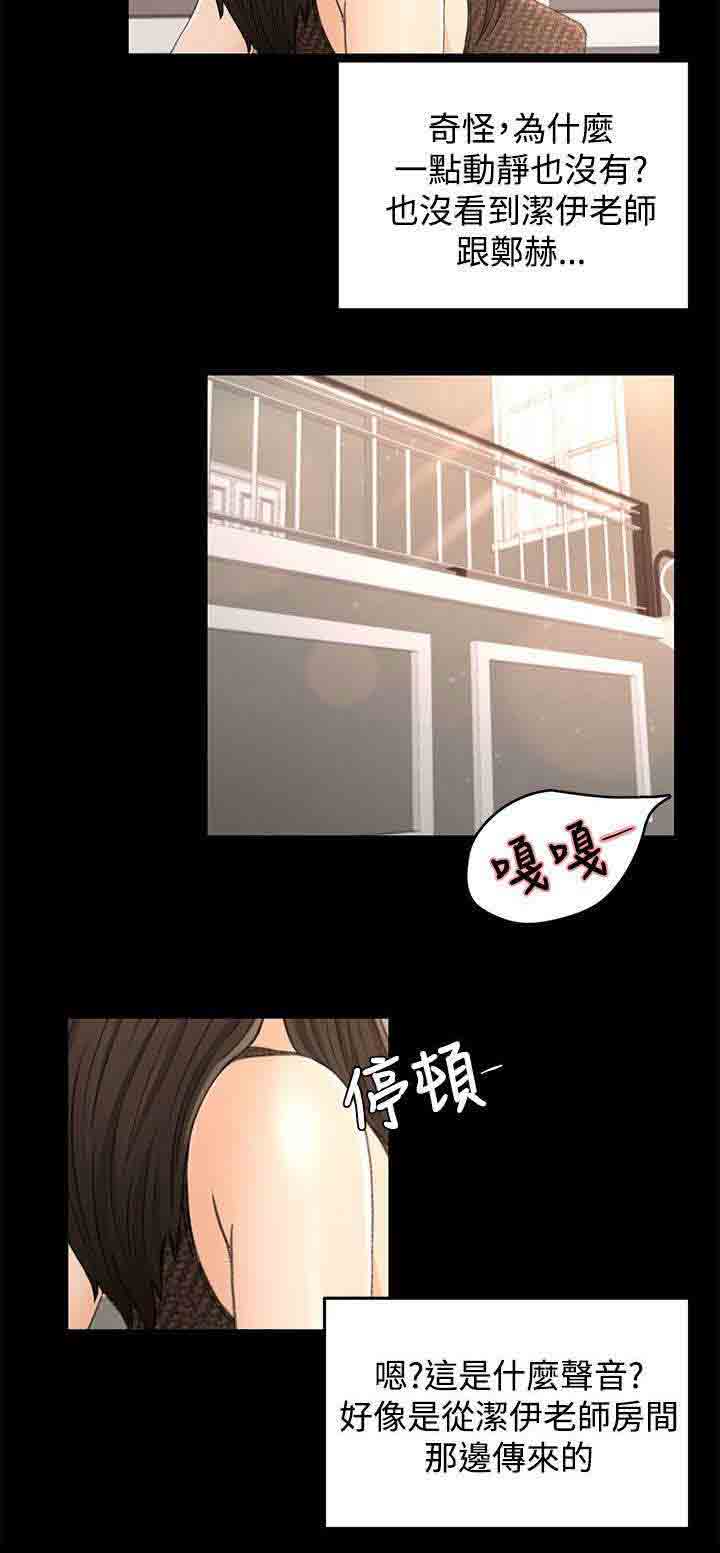 奇怪，為什麼
一點動靜也沒有?
也沒看到潔伊老師
跟鄭赫...
嘎嘎—
停頓—
嗯?這是什麼聲音?
好像是從潔伊老師房間
那邊傳來的